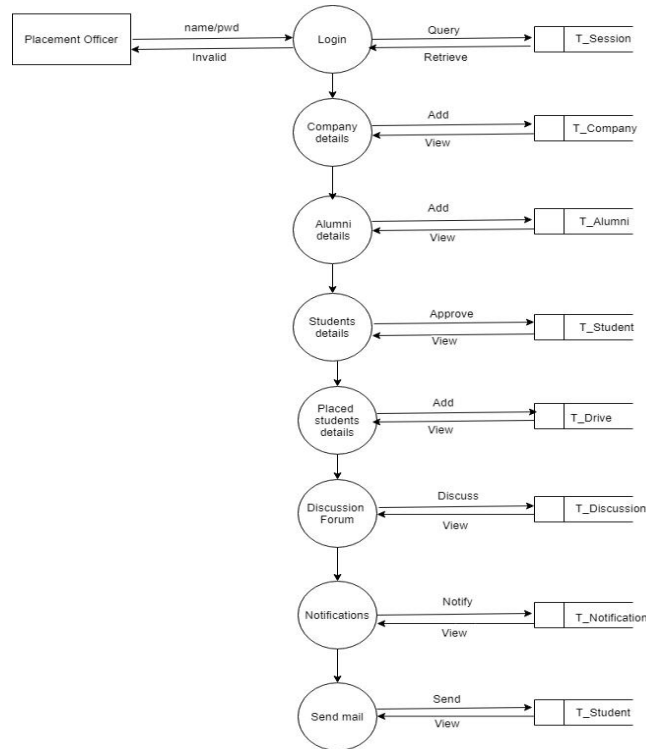 name/pwd
Placement Officer
Invalid
Login
Query
Retrieve
T_Session
Company
details
Add
View
T_Company
Alumni
details
Add
View
T_Alumni
Students
details
Approve
View
T_Student
Placed
students
details
Add
View
T_Drive
Discussion
Forum
Discuss
View
T_Discussion
Notifications
Notify
View
T_Notification
Send mail
Send
View
T_Student